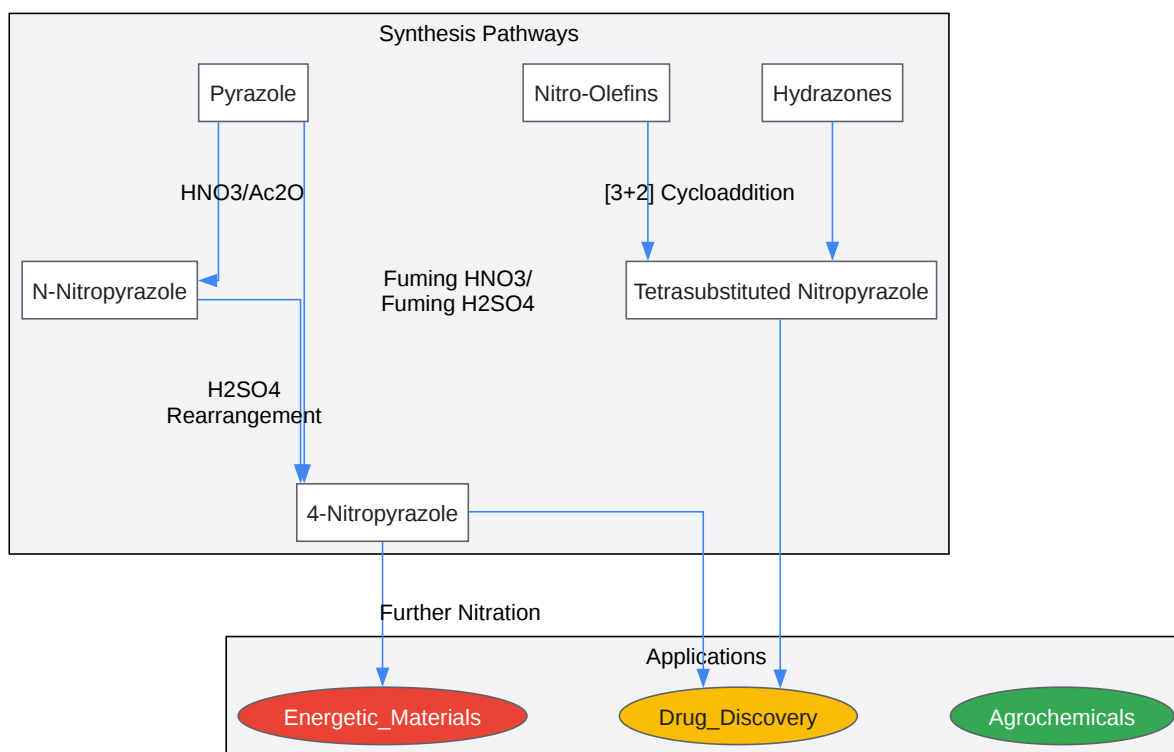 Synthesis Pathways
Pyrazole
Nitro-Olefins
Hydrazones
HNO3/Ac2O
[3+2] Cycloaddition
N-Nitropyrazole
Fuming HNO3/
Fuming H2SO4
Tetrasubstituted Nitropyrazole
H2SO4
Rearrangement
4-Nitropyrazole
Further Nitration
Applications
Energetic_Materials
Drug_Discovery
Agrochemicals